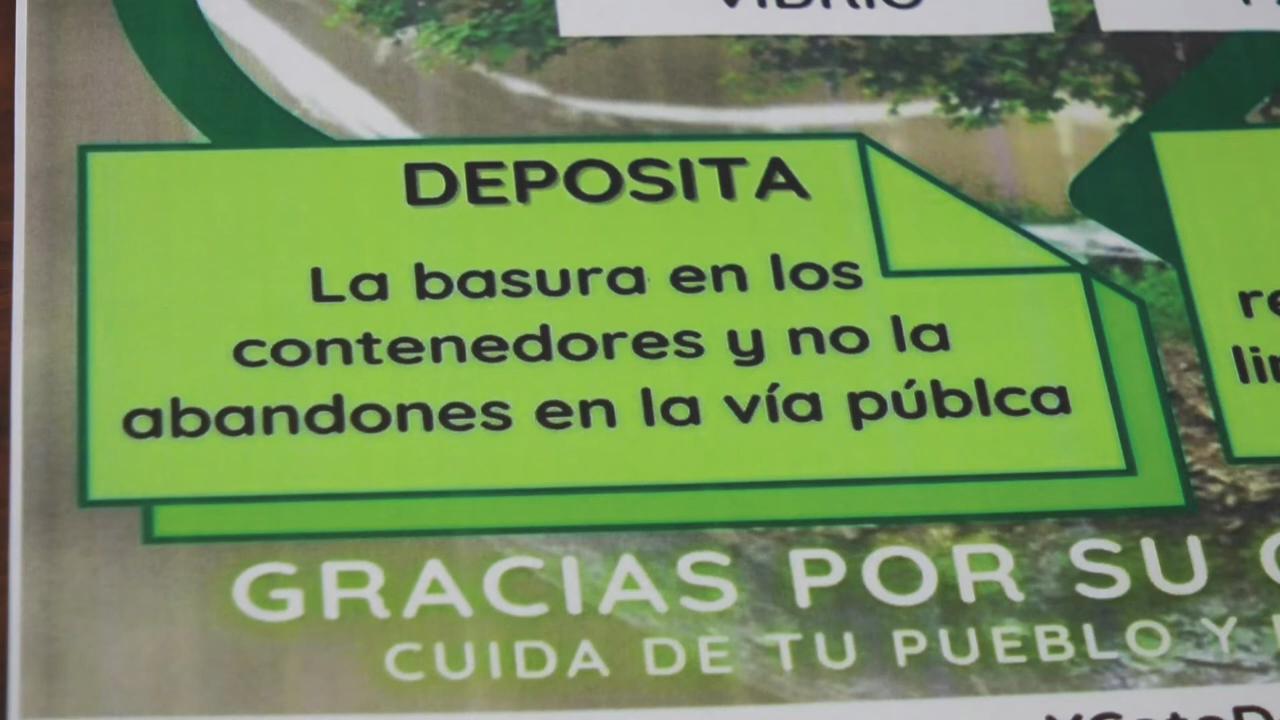 VIDRIO
DEPOSITA
La basura en los
contenedores y no la
abandones en la vía públca
GRACIAS POR SU
CUIDA DE TU PUEBLO Y